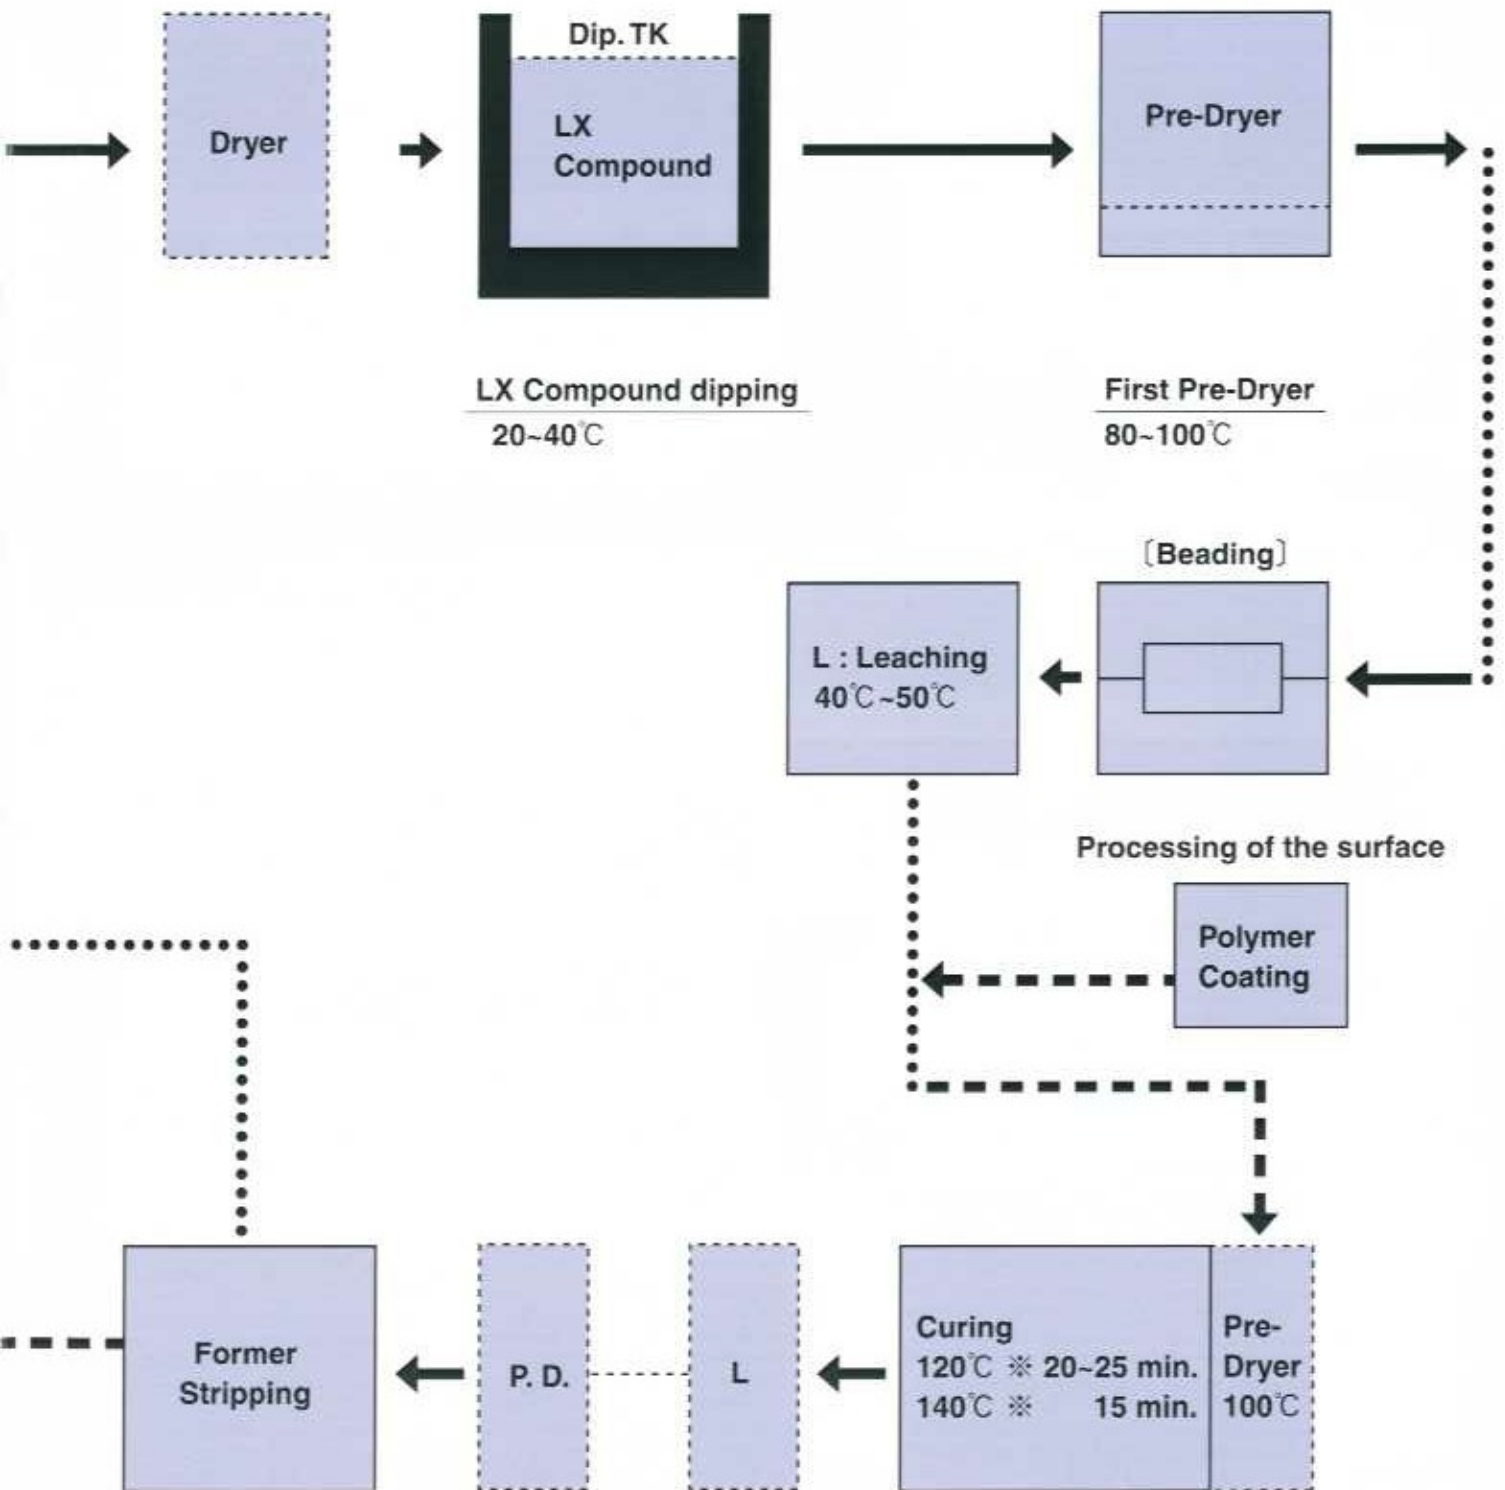 Dip. TK
Dryer
LX
Compound
Pre-Dryer
LX Compound dipping
20~40℃
First Pre-Dryer
80~100℃
〔Beading〕
L : Leaching
40℃~50℃
Processing of the surface
Polymer
Coating
Former
Stripping
P. D.
L
Curing
120℃ ※ 20~25 min.
140℃ ※ 15 min.
Pre-
Dryer
100℃